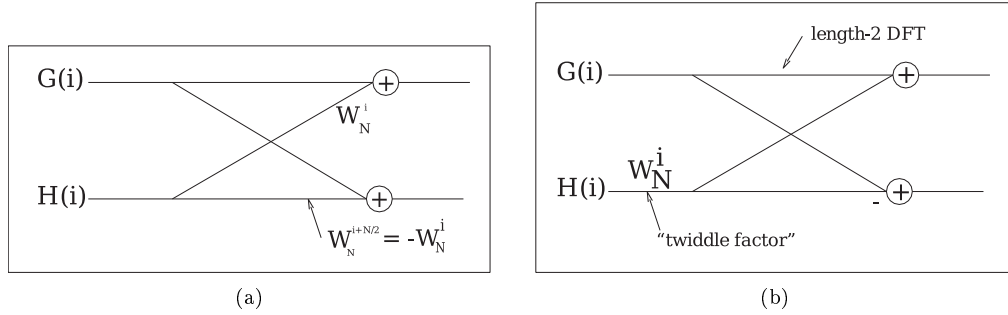 G(i)
+
W_N^i
H(i)
+
W_N^{i+N/2} = -W_N^i
(a)
length-2 DFT
G(i)
+
W_N^i
H(i)
-
+
“twiddle factor”
(b)